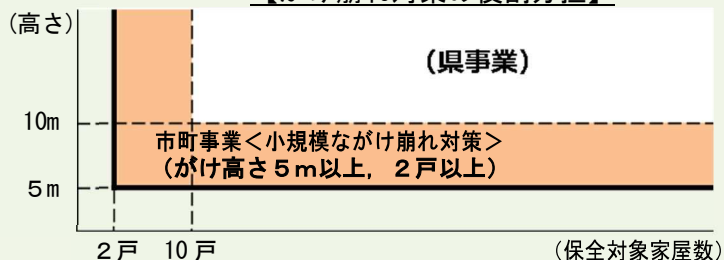 (高さ)
(県事業)
10m
市町事業<小規模ながけ崩れ対策>
(がけ高さ5m以上, 2戸以上)
5m
2戸 10戸 (保全対象家屋数)